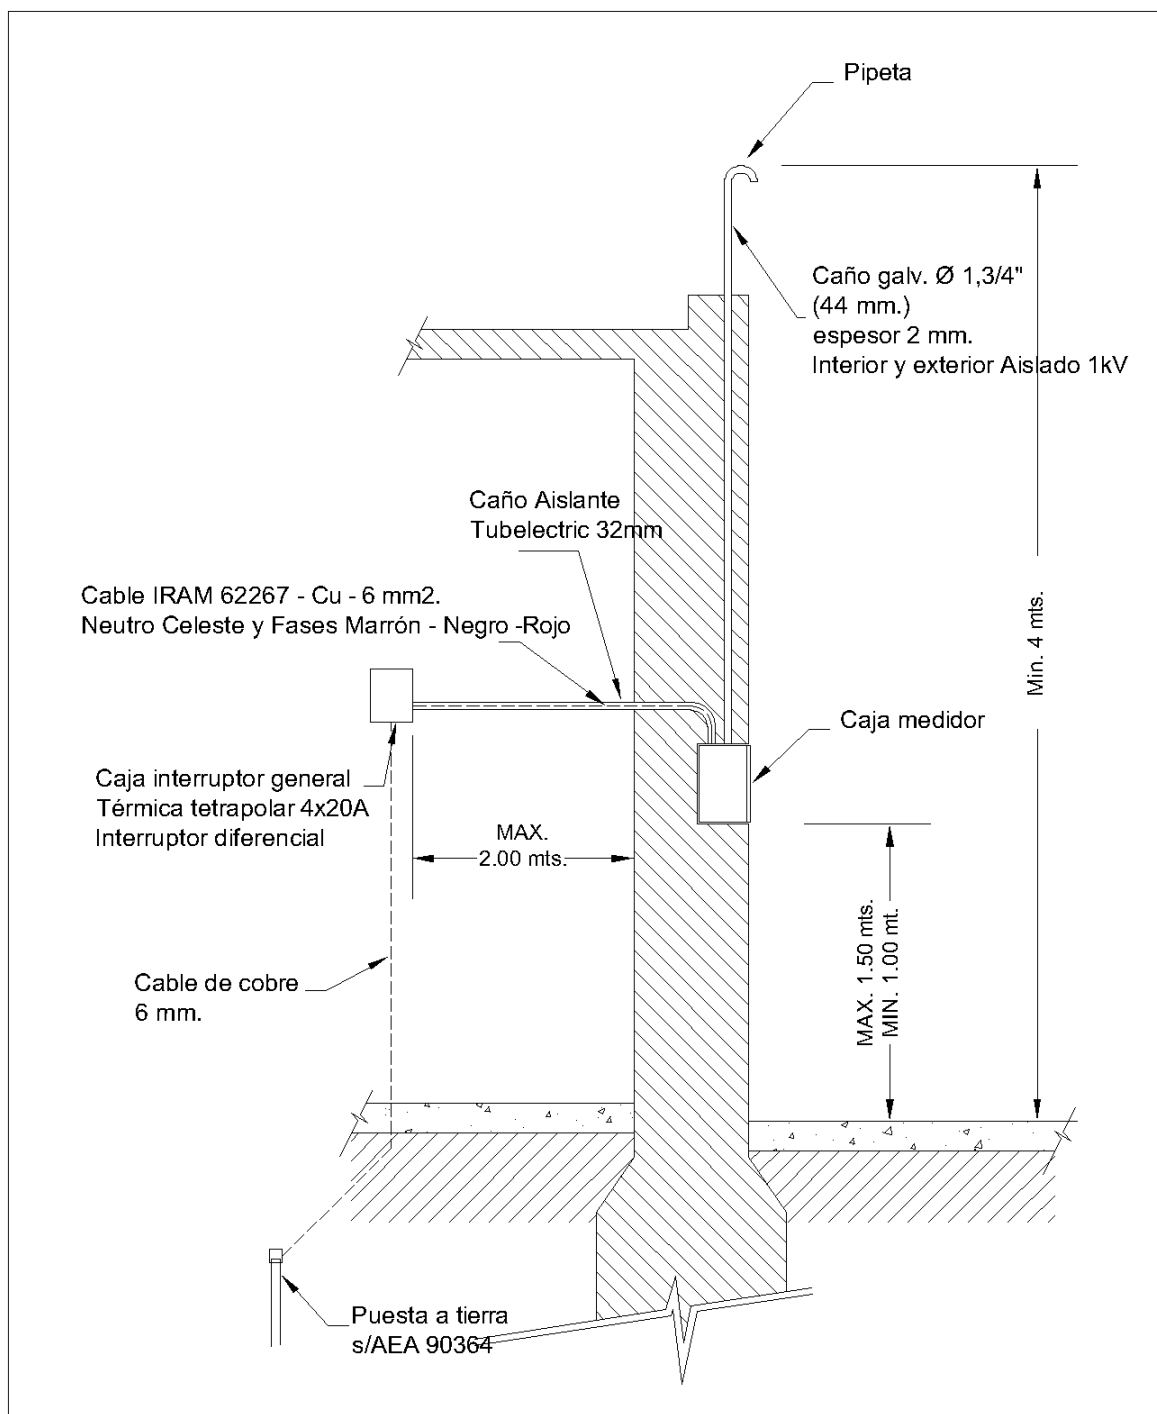 Pipeta
Caño galv. Ø 1,3/4"
(44 mm.)
espesor 2 mm.
Interior y exterior Aislado 1kV
Caño Aislante
Tubelectric 32mm
Cable IRAM 62267 - Cu - 6 mm2.
Neutro Celeste y Fases Marrón - Negro -Rojo
Min. 4 mts.
Caja medidor
Caja interruptor general
Térmica tetrapolar 4x20A
Interruptor diferencial
MAX.
2.00 mts.
MAX. 1.50 mts.
MIN. 1.00 mt.
Cable de cobre
6 mm.
Puesta a tierra
s/AEA 90364